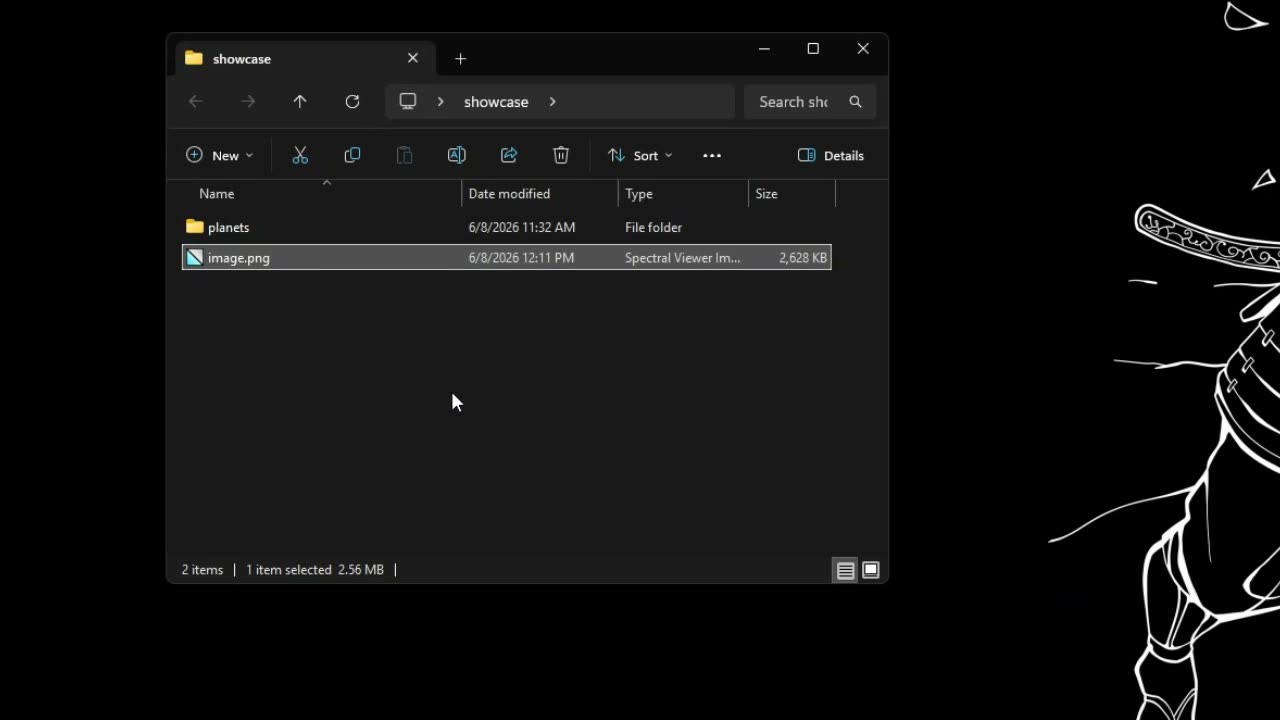 showcase
showcase
Search sho
New
Sort
Details
Name
Date modified
Type
Size
planets
6/8/2026 11:32 AM
File folder
image.png
6/8/2026 12:11 PM
Spectral Viewer Im...
2,628 KB
2 items
1 item selected 2.56 MB